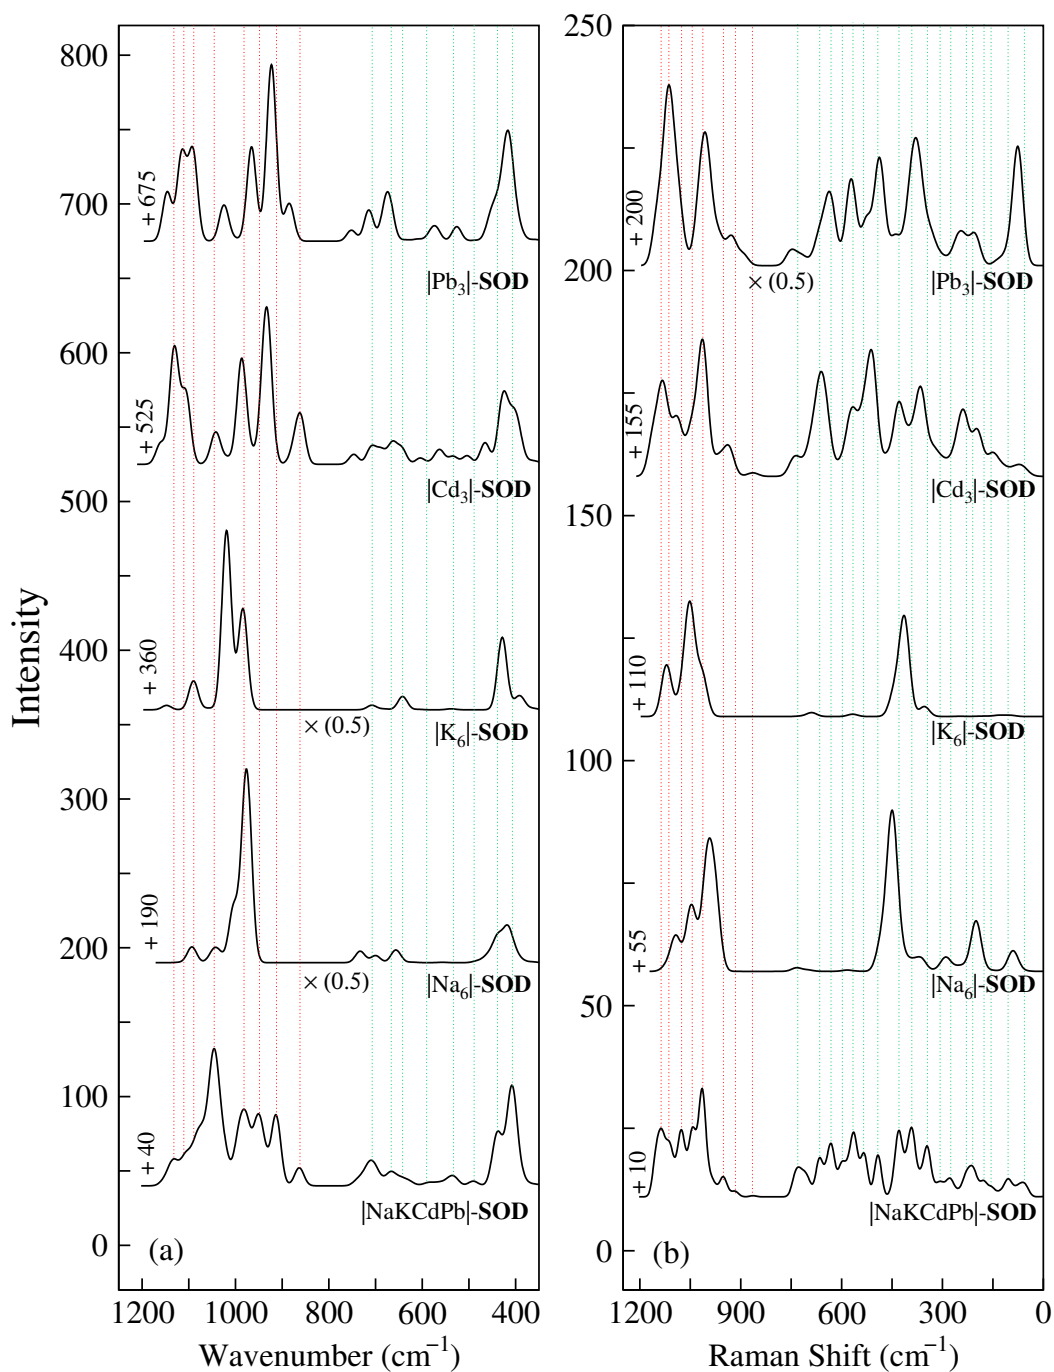 Intensity
800
700
600
500
400
300
200
100
0
+ 675
|Pb₃|-SOD
+ 525
|Cd₃|-SOD
+ 360
× (0.5)
|K₆|-SOD
+ 190
× (0.5)
|Na₆|-SOD
+ 40
|NaKCdPb|-SOD
(a)
1200 1000 800 600 400
Wavenumber (cm⁻¹)
250
200
150
100
50
0
+ 200
× (0.5)
|Pb₃|-SOD
+ 155
|Cd₃|-SOD
+ 110
|K₆|-SOD
+ 55
|Na₆|-SOD
+ 10
|NaKCdPb|-SOD
(b)
1200 900 600 300 0
Raman Shift (cm⁻¹)